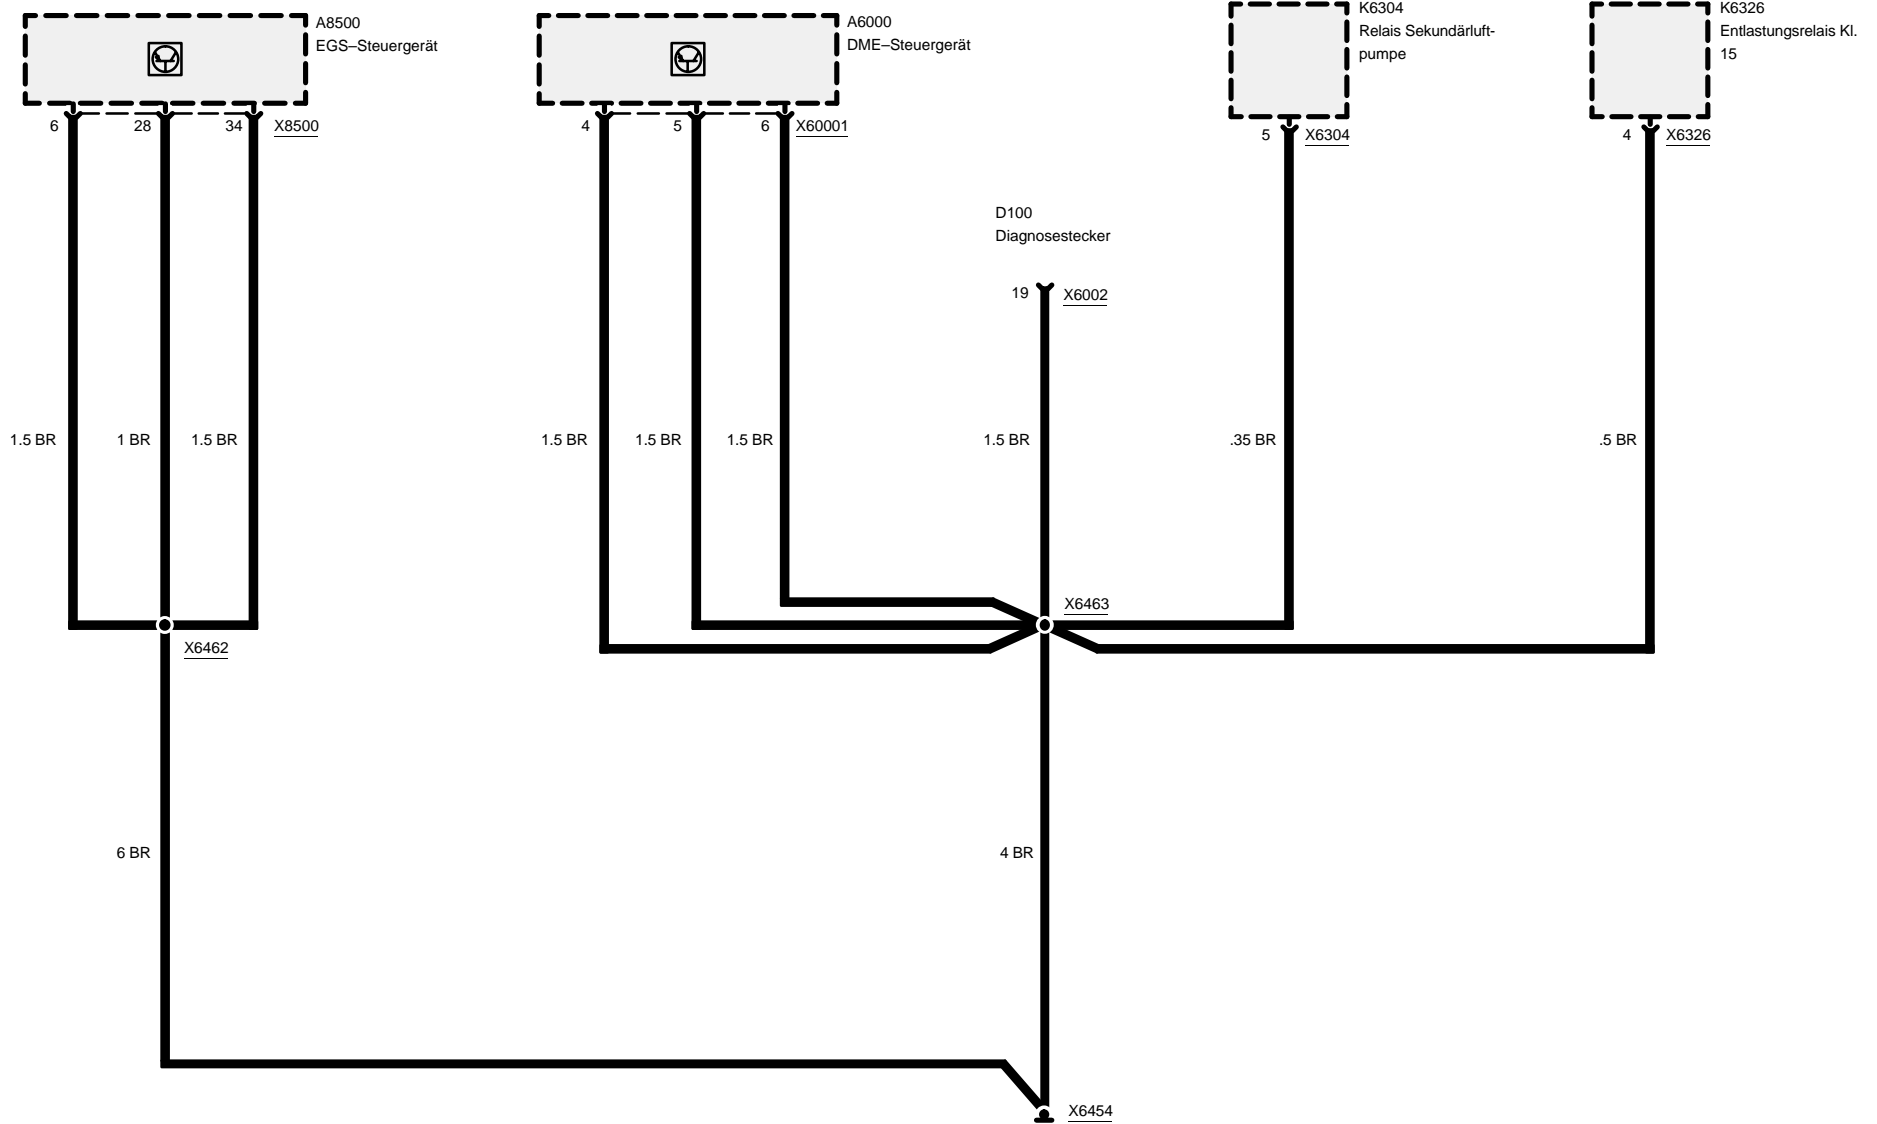 A8500
EGS–Steuergerät
A6000
DME–Steuergerät
K6304
Relais Sekundärluft-
pumpe
K6326
Entlastungsrelais Kl.
15
6
28
34
X8500
4
5
6
X60001
5
X6304
4
X6326
D100
Diagnosestecker
19
X6002
1.5 BR
1 BR
1.5 BR
1.5 BR
1.5 BR
1.5 BR
1.5 BR
.35 BR
.5 BR
X6463
X6462
6 BR
4 BR
X6454